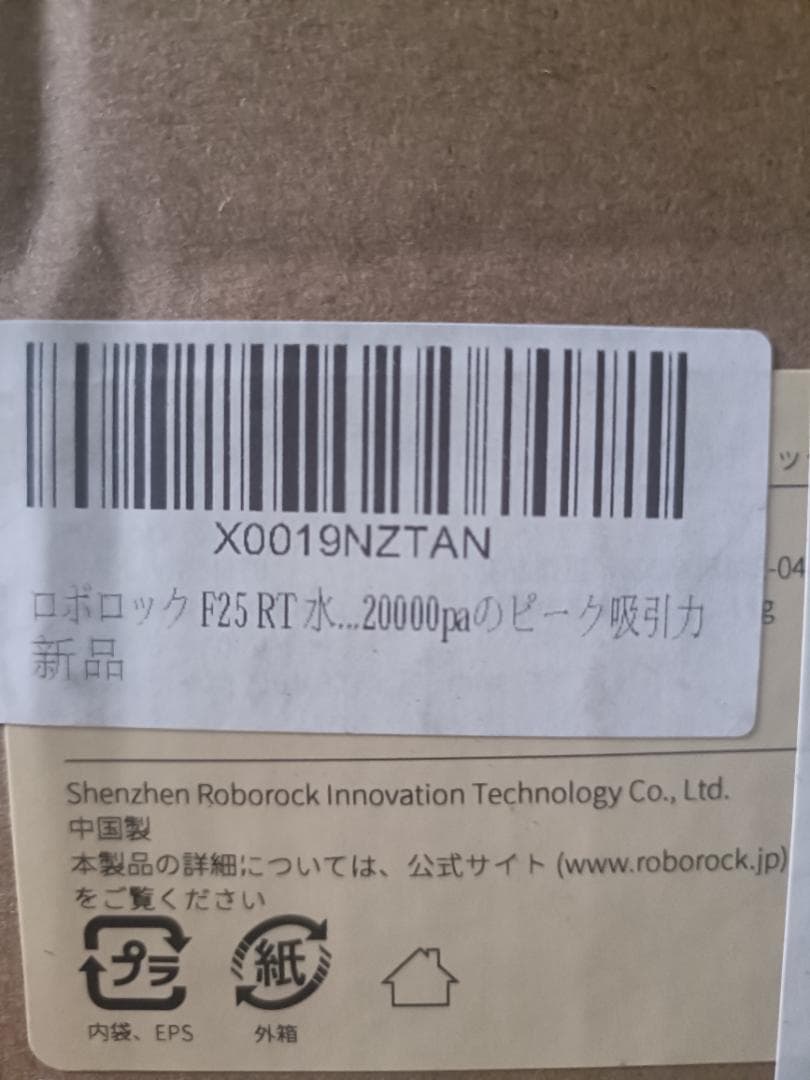 X0019NZTAN
ロボロック F25 RT 水...20000paのピーク吸引力
新品
ッ
-04
g
Shenzhen Roborock Innovation Technology Co., Ltd.
中国製
本製品の詳細については、公式サイト (www.roborock.jp)
をご覧ください
プラ
紙
内袋、EPS
外箱